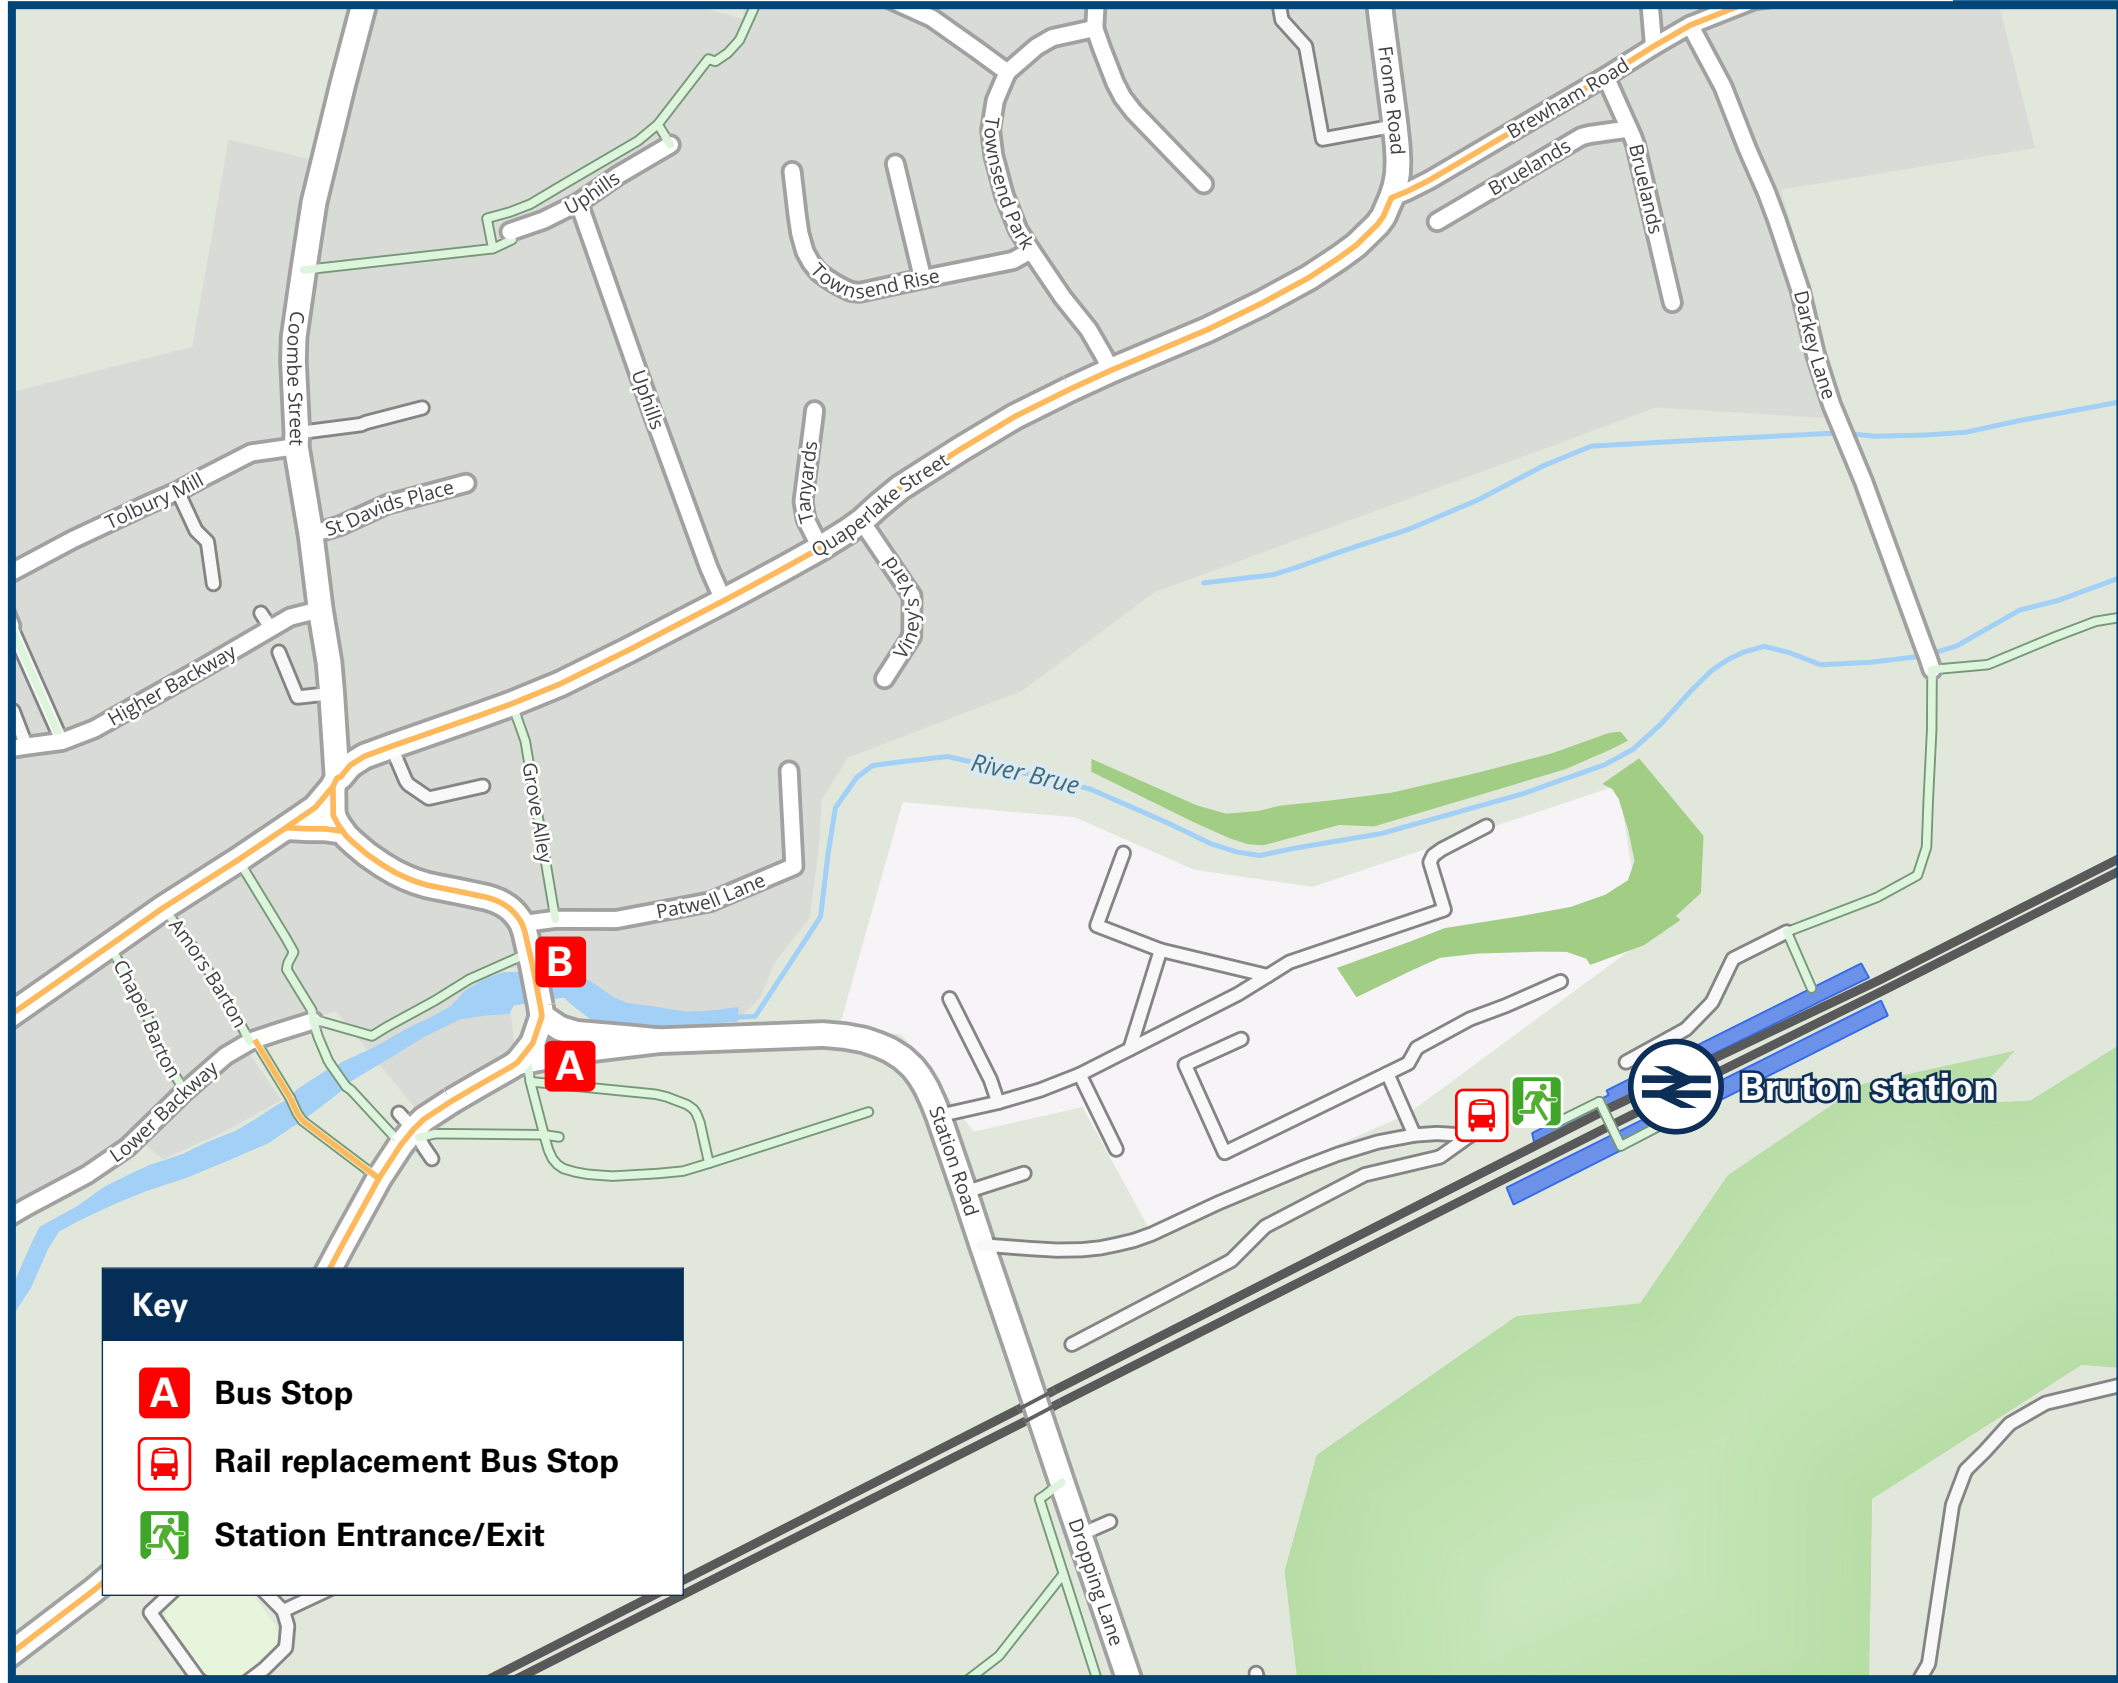 Frome Road
Brewham Road
Bruelands
Bruelands
Townsend Park
Uphills
Townsend Rise
Darkey Lane
Coombe Street
Uphills
Tanyards
Quaperlake Street
Tolbury Mill
St Davids Place
Viney's Yard
Higher Backway
River Brue
Grove Alley
Patwell Lane
Amors Barton
Chapel Barton
B
A
Lower Backway
Station Road
Bruton station
Key
A Bus Stop
Rail replacement Bus Stop
Station Entrance/Exit
Dropping Lane